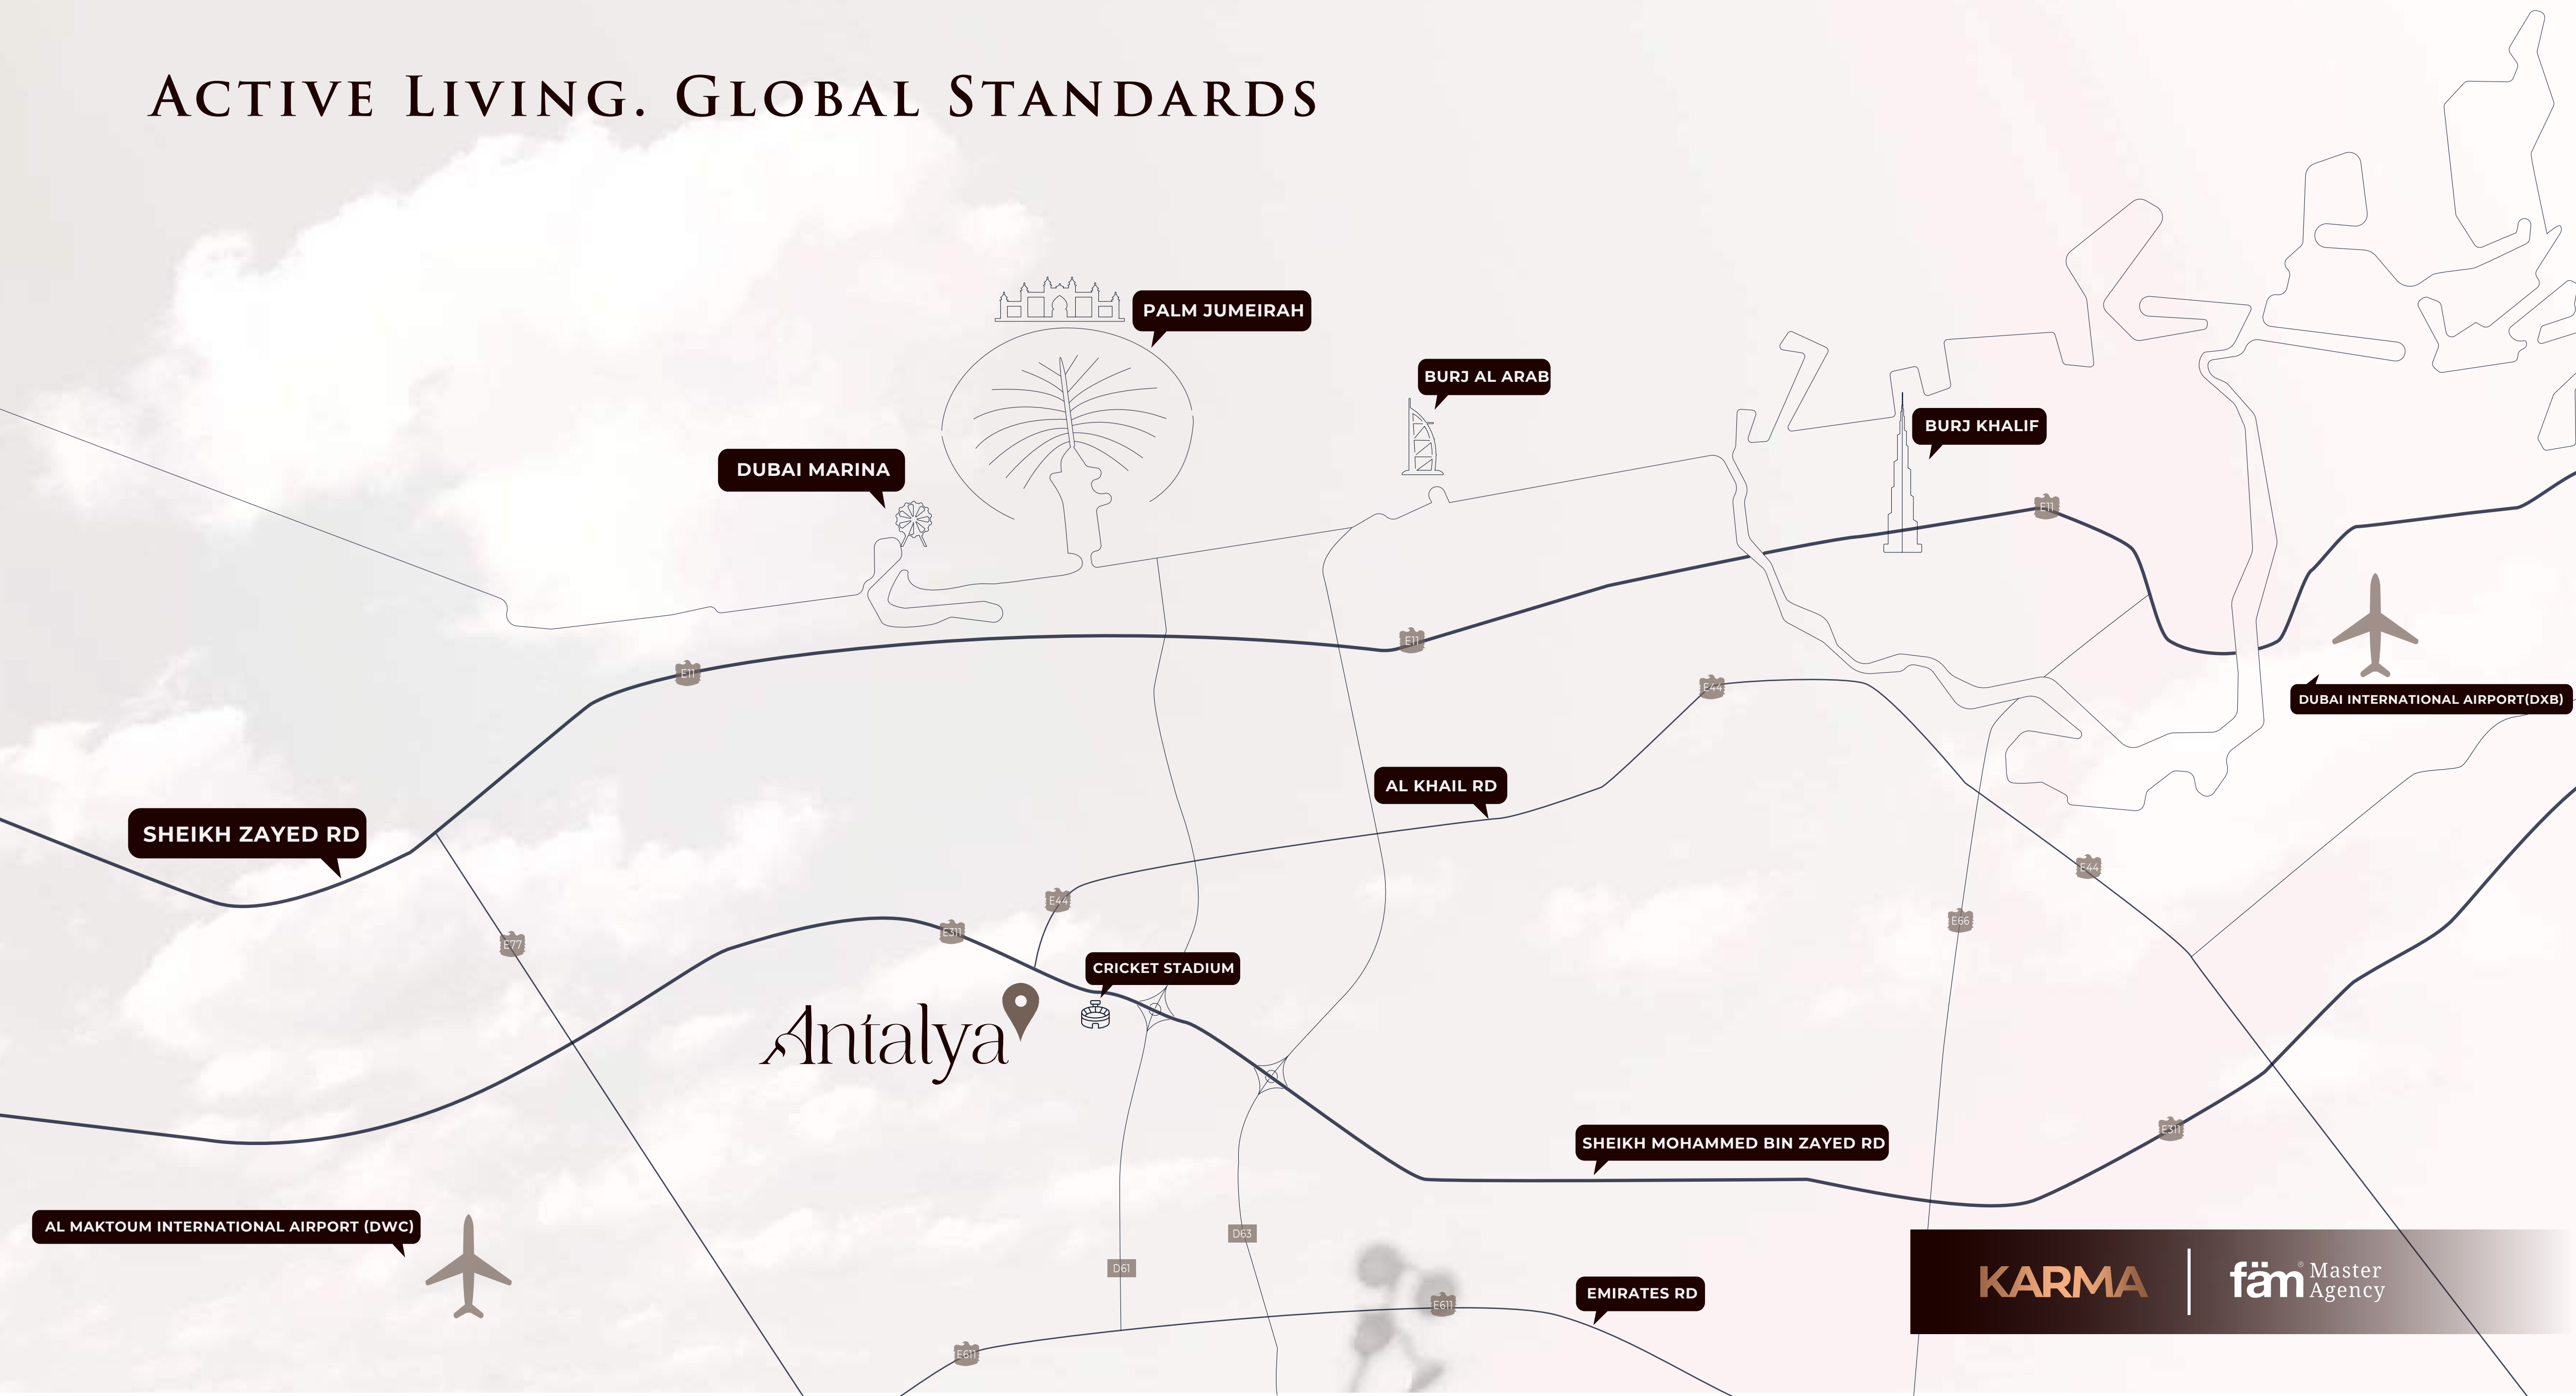 ACTIVE LIVING. GLOBAL STANDARDS
PALM JUMEIRAH
BURJ AL ARAB
BURJ KHALIF
DUBAI MARINA
E11
E11
E11
E44
DUBAI INTERNATIONAL AIRPORT(DXB)
AL KHAIL RD
SHEIKH ZAYED RD
E44
E44
E66
E311
E77
CRICKET STADIUM
Antalya
E311
SHEIKH MOHAMMED BIN ZAYED RD
AL MAKTOUM INTERNATIONAL AIRPORT (DWC)
D63
D61
EMIRATES RD
E611
E611
KARMA
fäm® Master
Agency